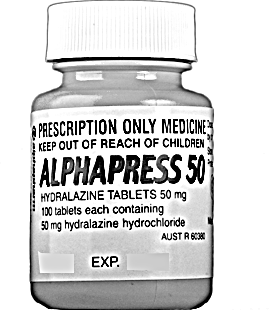 PRESCRIPTION ONLY MEDICINE
KEEP OUT OF REACH OF CHILDREN
ALPHAPRESS 50
HYDRALAZINE TABLETS 50 mg
100 tablets each containing
50 mg hydralazine hydrochloride
AUST R 60380
EXP.